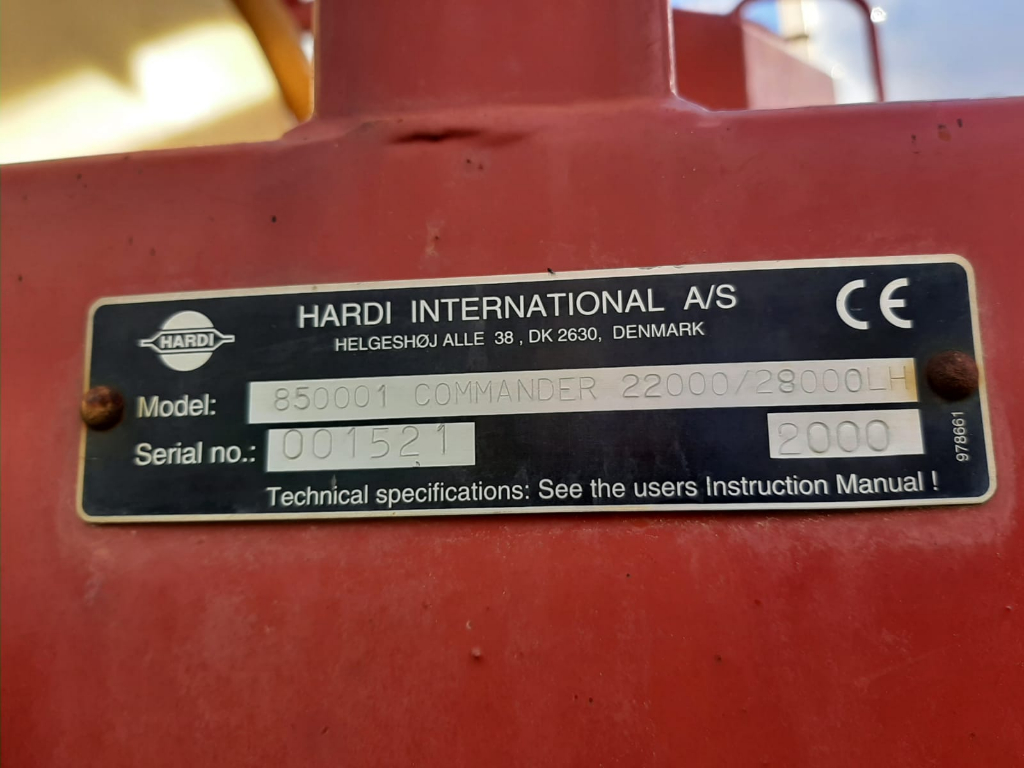 HARDI
HARDI INTERNATIONAL A/S
HELGESHØJ ALLE 38 , DK 2630, DENMARK
CE
Model: 850001 COMMANDER 22000/28000LH
Serial no.: 001521 2000
978661
Technical specifications: See the users Instruction Manual !